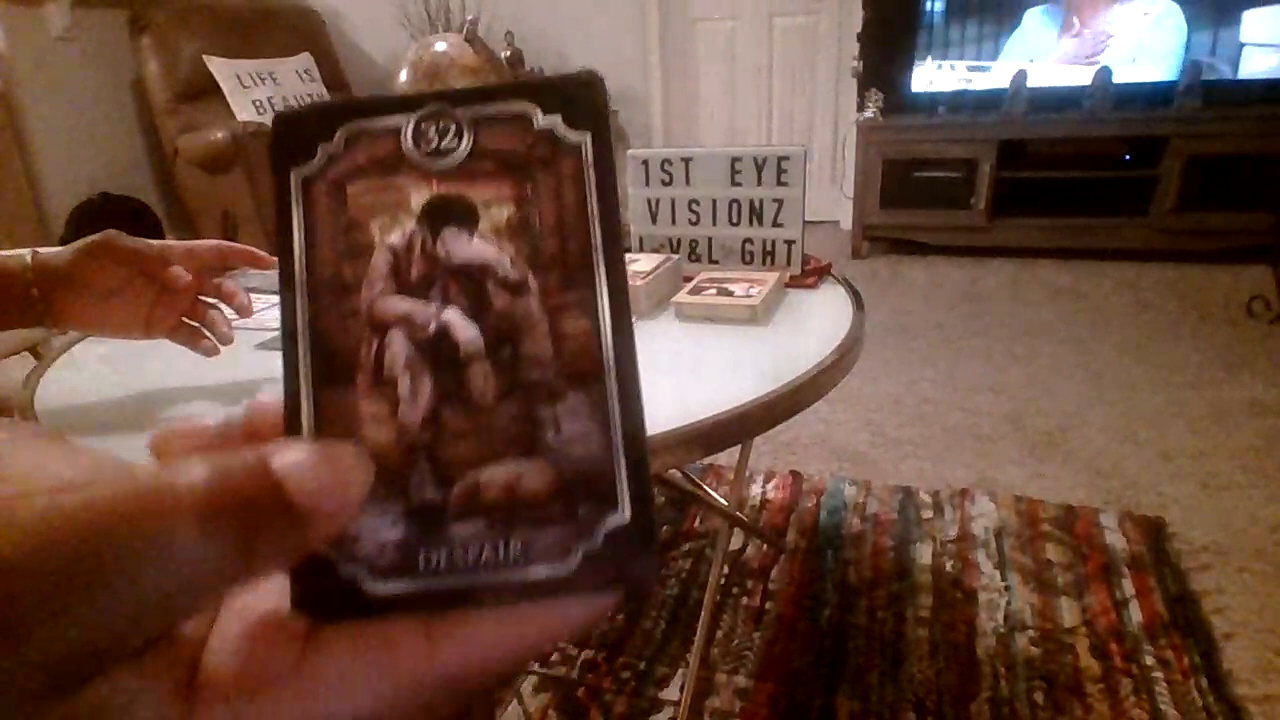 LIFE IS
BEAUTY
32
DESPAIR
1ST EYE
VISIONZ
L V&L GHT